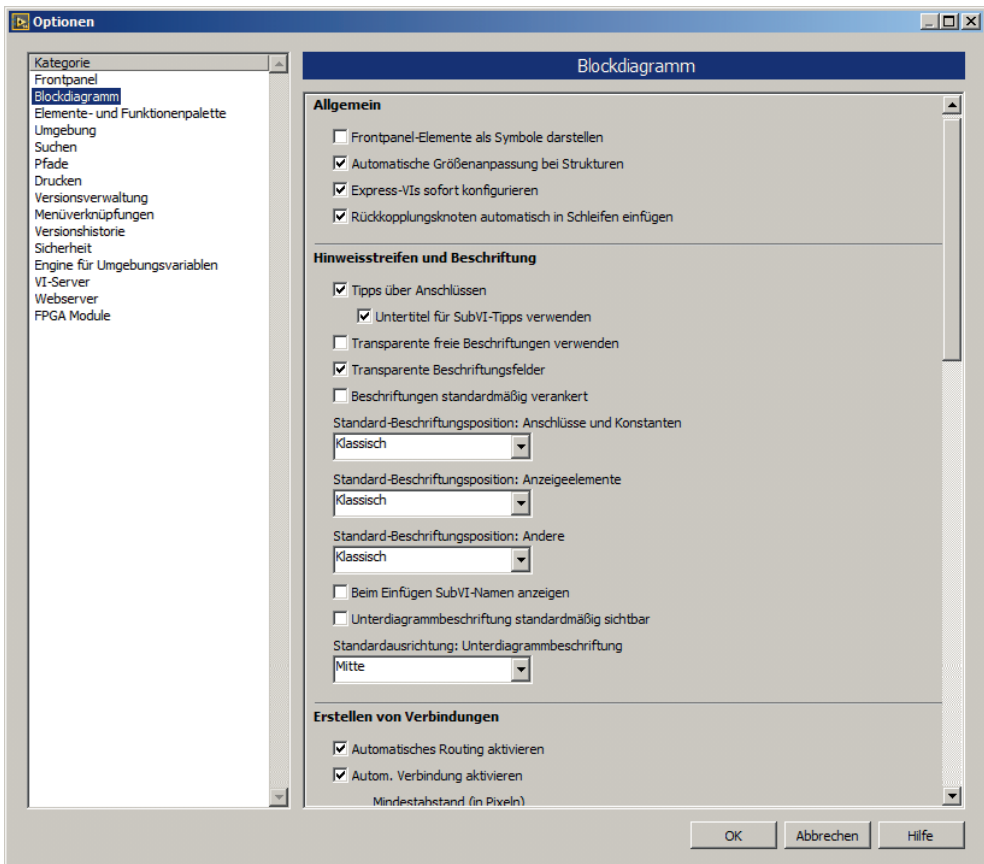 Optionen
Kategorie
Frontpanel
Blockdiagramm
Elemente- und Funktionenpalette
Umgebung
Suchen
Pfade
Drucken
Versionsverwaltung
Menüverknüpfungen
Versionshistorie
Sicherheit
Engine für Umgebungsvariablen
VI-Server
Webserver
FPGA Module
Blockdiagramm
Allgemein
Frontpanel-Elemente als Symbole darstellen
Automatische Größenanpassung bei Strukturen
Express-VIs sofort konfigurieren
Rückkopplungsknoten automatisch in Schleifen einfügen
Hinweisstreifen und Beschriftung
Tipps über Anschlüssen
Untertitel für SubVI-Tipps verwenden
Transparente freie Beschriftungen verwenden
Transparente Beschriftungsfelder
Beschriftungen standardmäßig verankert
Standard-Beschriftungsposition: Anschlüsse und Konstanten
Klassisch
Standard-Beschriftungsposition: Anzeigeelemente
Klassisch
Standard-Beschriftungsposition: Andere
Klassisch
Beim Einfügen SubVI-Namen anzeigen
Unterdiagrammbeschriftung standardmäßig sichtbar
Standardausrichtung: Unterdiagrammbeschriftung
Mitte
Erstellen von Verbindungen
Automatisches Routing aktivieren
Autom. Verbindung aktivieren
Mindestabstand (in Pixeln)
OK
Abbrechen
Hilfe